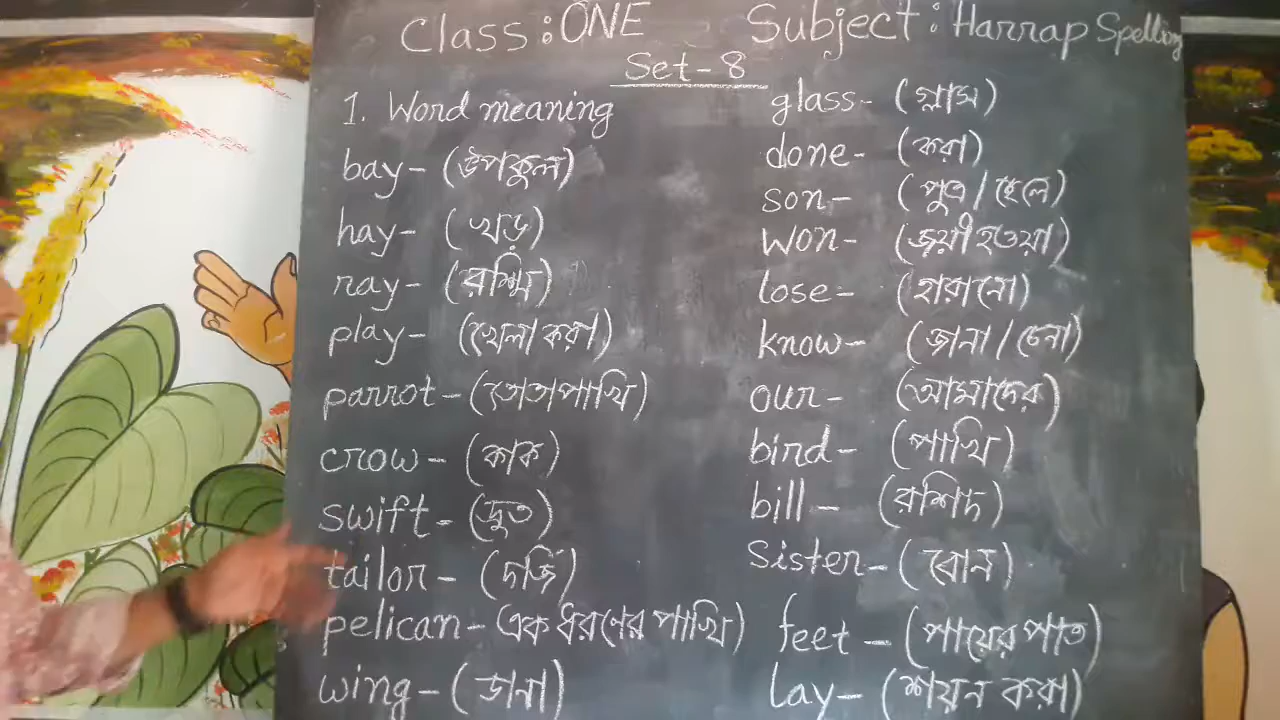 Class: ONE
Subject: Harrap Spelling
Set-8
1. Word meaning
bay- (উপকুল)
hay- (খড়)
ray- (রশ্মি)
play- (খেলা করা)
parrot- (তোতাপাখি)
crow- (কাক)
swift- (দ্রুত)
tailor- (দর্জি)
pelican- এক ধরণের পাখি)
wing- (ডানা)
glass- (গ্লাস)
done- (করা)
son- (পুত্র/ছেলে)
won- (জয়ী হওয়া)
lose- (হারানো)
know- (জানা/চেনা)
our- (আমাদের)
bird- (পাখি)
bill- (রশিদ)
Sister- (বোন)
feet- (পায়ের পাত)
lay- (শয়ন করা)